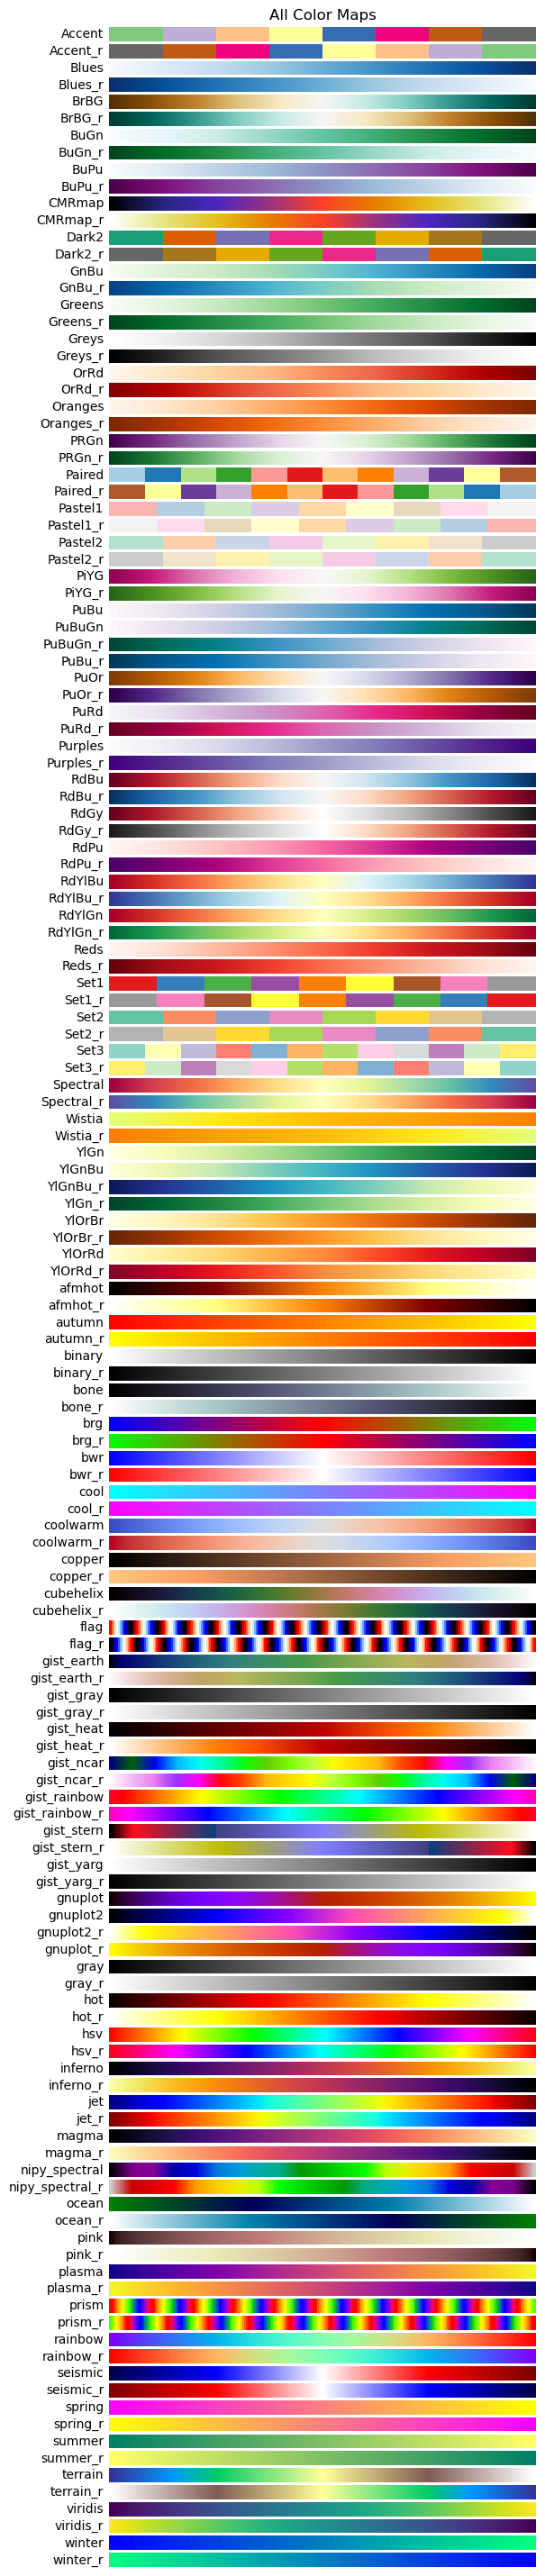 All Color Maps
Accent
Accent_r
Blues
Blues_r
BrBG
BrBG_r
BuGn
BuGn_r
BuPu
BuPu_r
CMRmap
CMRmap_r
Dark2
Dark2_r
GnBu
GnBu_r
Greens
Greens_r
Greys
Greys_r
OrRd
OrRd_r
Oranges
Oranges_r
PRGn
PRGn_r
Paired
Paired_r
Pastel1
Pastel1_r
Pastel2
Pastel2_r
PiYG
PiYG_r
PuBu
PuBuGn
PuBuGn_r
PuBu_r
PuOr
PuOr_r
PuRd
PuRd_r
Purples
Purples_r
RdBu
RdBu_r
RdGy
RdGy_r
RdPu
RdPu_r
RdYlBu
RdYlBu_r
RdYlGn
RdYlGn_r
Reds
Reds_r
Set1
Set1_r
Set2
Set2_r
Set3
Set3_r
Spectral
Spectral_r
Wistia
Wistia_r
YlGn
YlGnBu
YlGnBu_r
YlGn_r
YlOrBr
YlOrBr_r
YlOrRd
YlOrRd_r
afmhot
afmhot_r
autumn
autumn_r
binary
binary_r
bone
bone_r
brg
brg_r
bwr
bwr_r
cool
cool_r
coolwarm
coolwarm_r
copper
copper_r
cubehelix
cubehelix_r
flag
flag_r
gist_earth
gist_earth_r
gist_gray
gist_gray_r
gist_heat
gist_heat_r
gist_ncar
gist_ncar_r
gist_rainbow
gist_rainbow_r
gist_stern
gist_stern_r
gist_yarg
gist_yarg_r
gnuplot
gnuplot2
gnuplot2_r
gnuplot_r
gray
gray_r
hot
hot_r
hsv
hsv_r
inferno
inferno_r
jet
jet_r
magma
magma_r
nipy_spectral
nipy_spectral_r
ocean
ocean_r
pink
pink_r
plasma
plasma_r
prism
prism_r
rainbow
rainbow_r
seismic
seismic_r
spring
spring_r
summer
summer_r
terrain
terrain_r
viridis
viridis_r
winter
winter_r